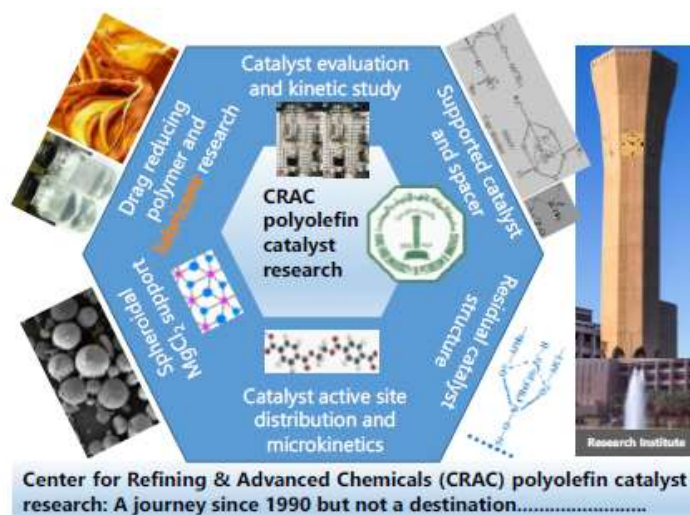 Catalyst evaluation
and kinetic study
Supported catalyst
and spacer
Residual catalyst
structure
Catalyst active site
distribution and
microkinetics
Spheroidal
MgCl₂ support
Drag reducing
polymer and
lubricant research
CRAC
polyolefin
catalyst
research
Research Institute
Center for Refining & Advanced Chemicals (CRAC) polyolefin catalyst
research: A journey since 1990 but not a destination.......................